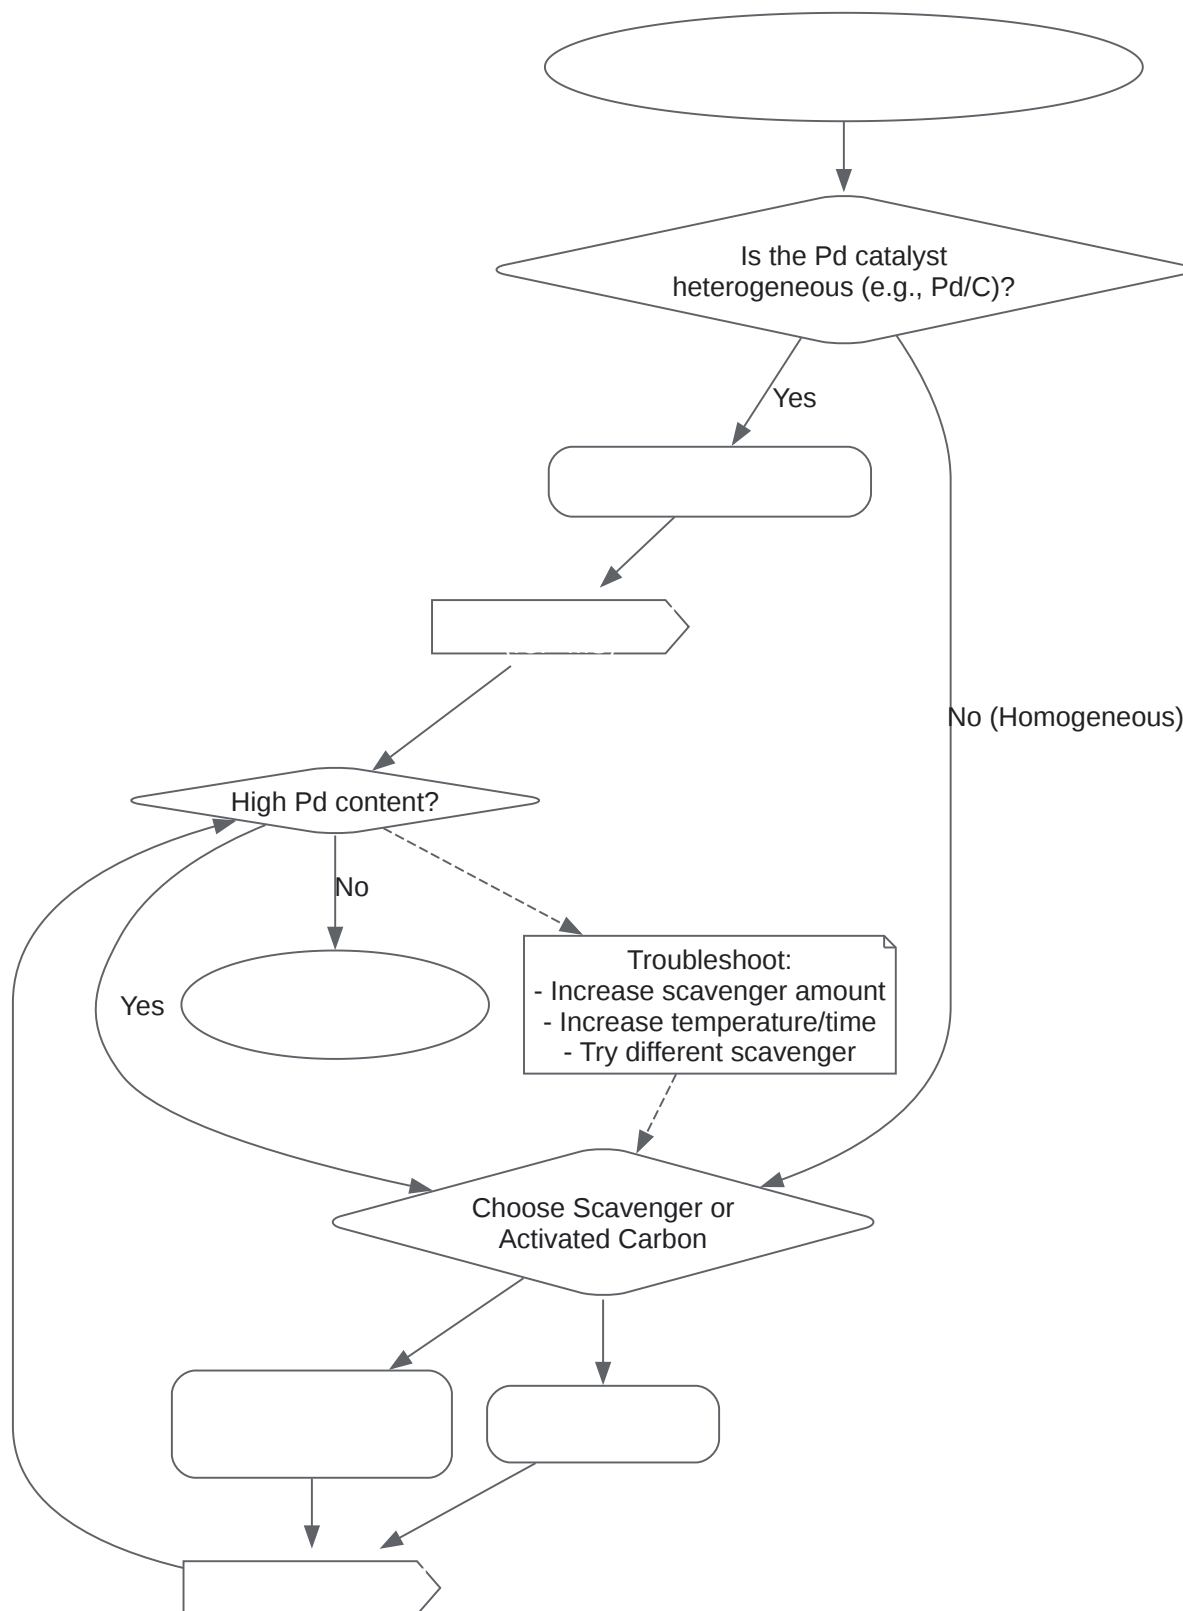 Is the Pd catalyst
heterogeneous (e.g., Pd/C)?
Yes
No (Homogeneous)
High Pd content?
No
Troubleshoot:
- Increase scavenger amount
- Increase temperature/time
- Try different scavenger
Yes
Choose Scavenger or
Activated Carbon